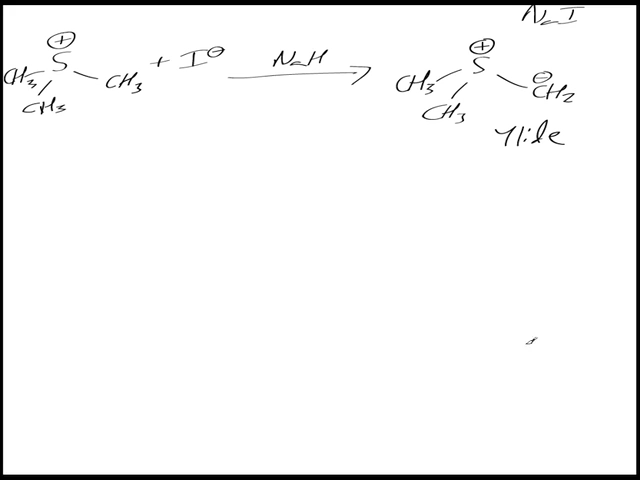 NaI
⊕ ⊕
S + I⊖ NaH S ⊖
CH3 CH3 CH3 CH2
CH3 CH3
Ylide